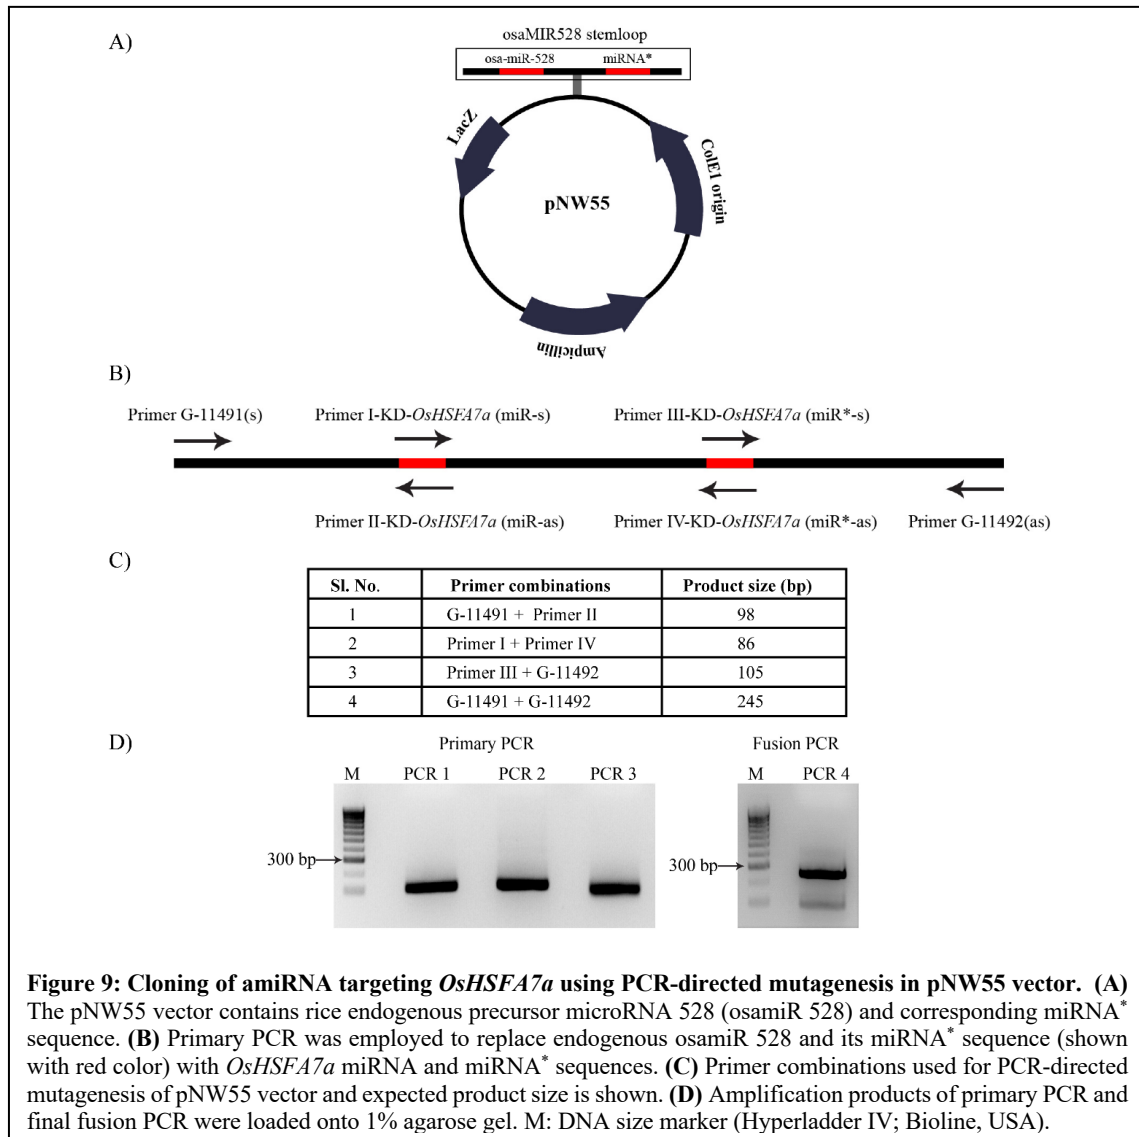 A)
osaMIR528 stemloop
osa-miR-528 miRNA*
LacZ
ColE1 origin
pNW55
Ampicillin
B)
Primer G-11491(s) Primer I-KD-OsHSFA7a (miR-s) Primer III-KD-OsHSFA7a (miR*-s)
Primer II-KD-OsHSFA7a (miR-as) Primer IV-KD-OsHSFA7a (miR*-as) Primer G-11492(as)
C)
Sl. No. Primer combinations Product size (bp)
1 G-11491 + Primer II 98
2 Primer I + Primer IV 86
3 Primer III + G-11492 105
4 G-11491 + G-11492 245
D)
Primary PCR Fusion PCR
M PCR 1 PCR 2 PCR 3 M PCR 4
300 bp 300 bp
Figure 9: Cloning of amiRNA targeting OsHSFA7a using PCR-directed mutagenesis in pNW55 vector. (A)
The pNW55 vector contains rice endogenous precursor microRNA 528 (osamiR 528) and corresponding miRNA*
sequence. (B) Primary PCR was employed to replace endogenous osamiR 528 and its miRNA* sequence (shown
with red color) with OsHSFA7a miRNA and miRNA* sequences. (C) Primer combinations used for PCR-directed
mutagenesis of pNW55 vector and expected product size is shown. (D) Amplification products of primary PCR and
final fusion PCR were loaded onto 1% agarose gel. M: DNA size marker (Hyperladder IV; Bioline, USA).